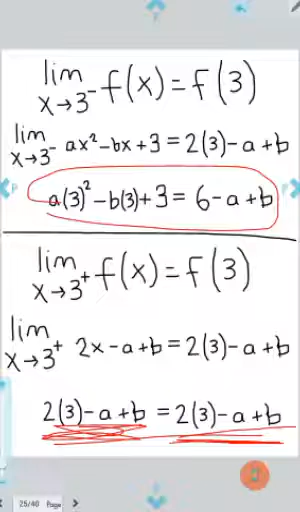 lim x→3⁻ f(x) = f(3)
lim x→3⁻ ax² - bx + 3 = 2(3) - a + b
a(3)² - b(3) + 3 = 6 - a + b
lim x→3⁺ f(x) = f(3)
lim x→3⁺ 2x - a + b = 2(3) - a + b
2(3) - a + b = 2(3) - a + b
25/40 Page